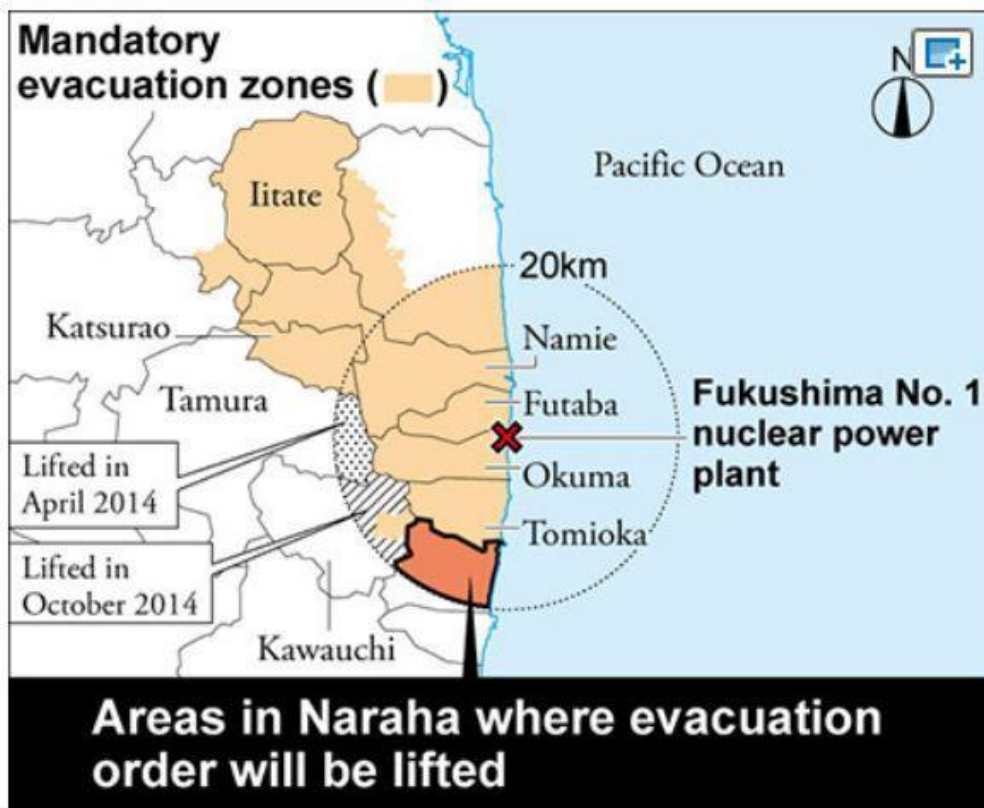 Mandatory
evacuation zones ( )
N
Pacific Ocean
Iitate
20km
Katsurao
Namie
Tamura
Futaba
Fukushima No. 1
nuclear power
plant
Lifted in
April 2014
Okuma
Tomioka
Lifted in
October 2014
Kawauchi
Areas in Naraha where evacuation
order will be lifted